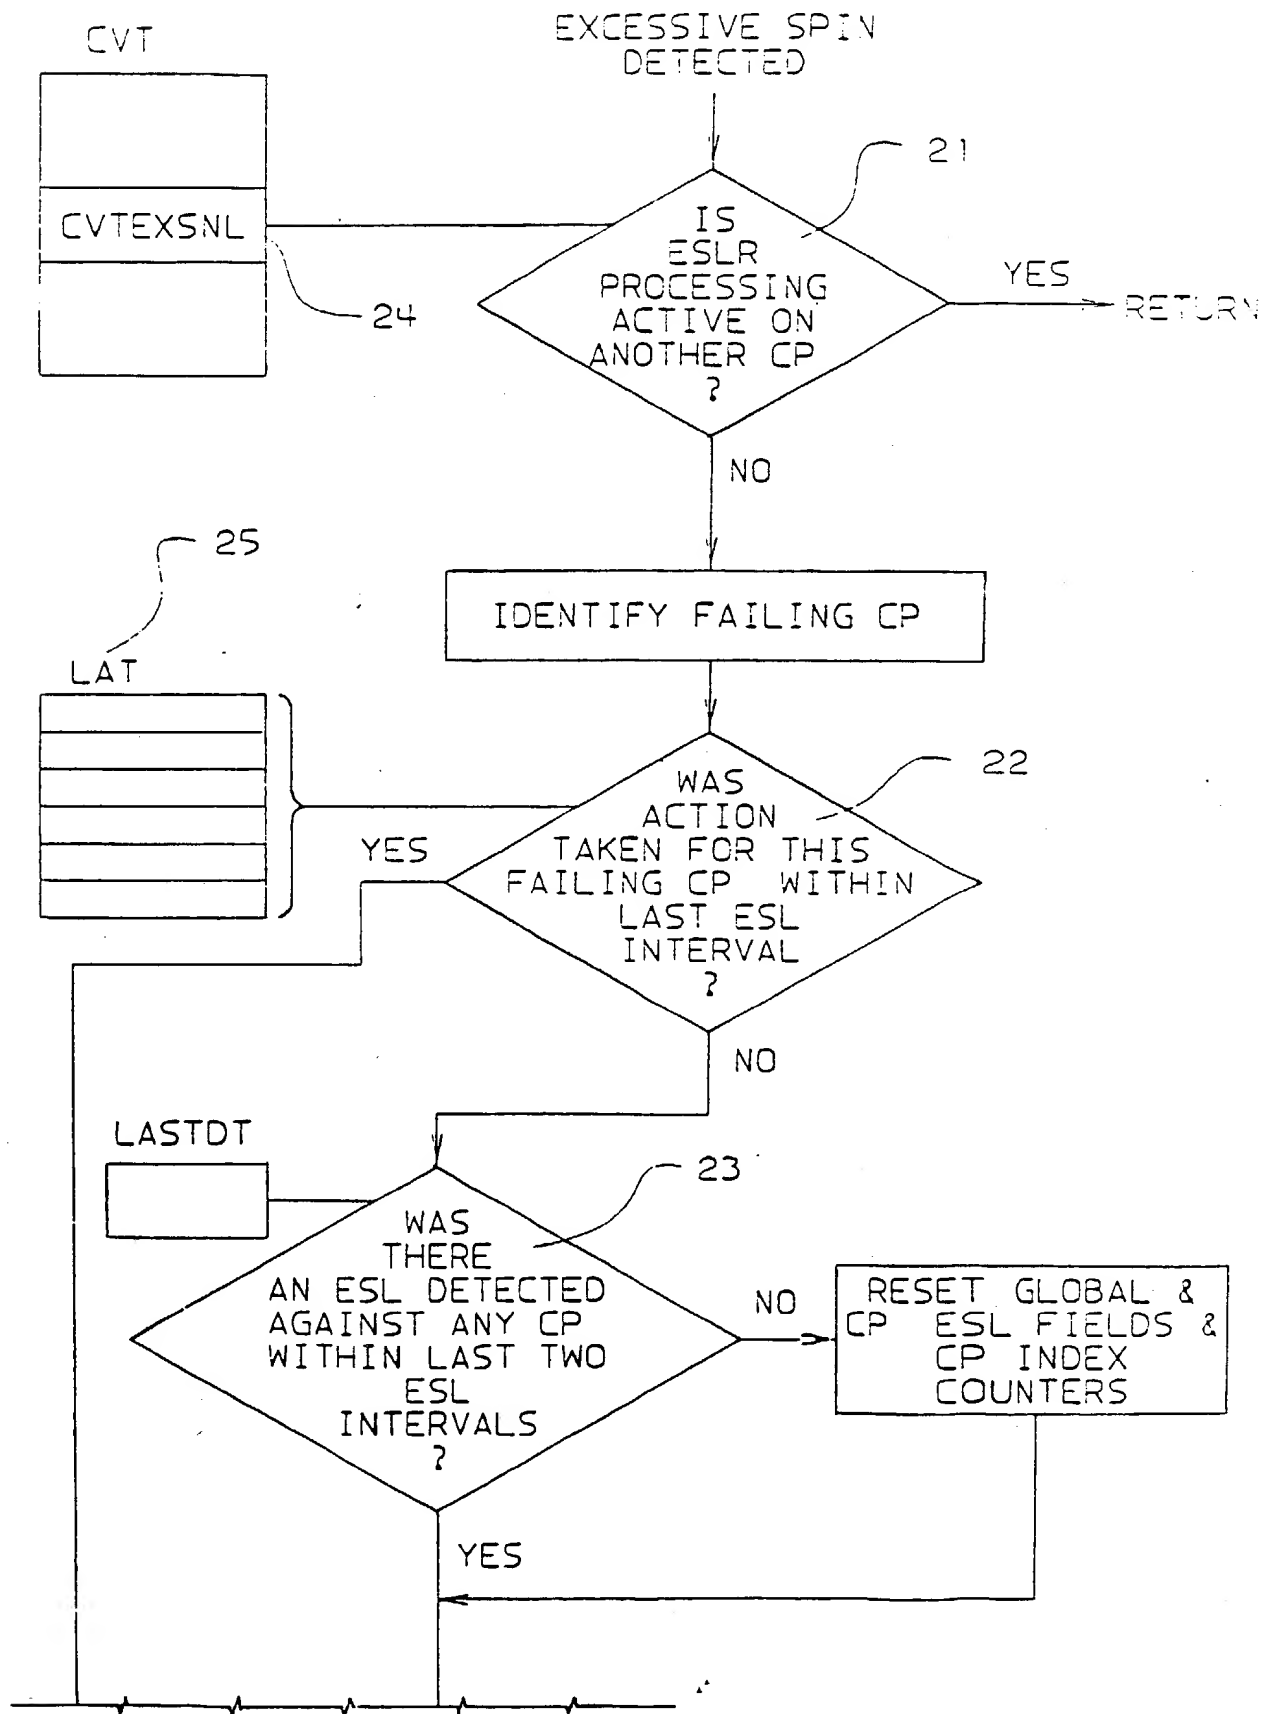 CVT
EXCESSIVE SPIN
DETECTED
21
CVTEXSNL
24
IS
ESLR
PROCESSING
ACTIVE ON
ANOTHER CP
?
YES
RETURN
NO
25
IDENTIFY FAILING CP
LAT
22
WAS
ACTION
TAKEN FOR THIS
FAILING CP WITHIN
LAST ESL
INTERVAL
?
YES
NO
LASTDT
23
WAS
THERE
AN ESL DETECTED
AGAINST ANY CP
WITHIN LAST TWO
ESL
INTERVALS
?
NO
RESET GLOBAL &
CP ESL FIELDS &
CP INDEX
COUNTERS
YES